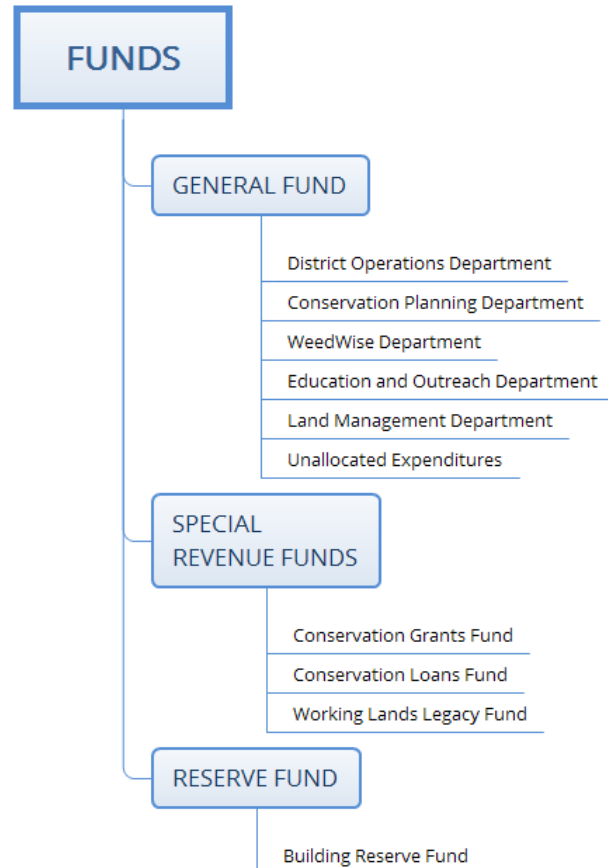 FUNDS
GENERAL FUND
District Operations Department
Conservation Planning Department
WeedWise Department
Education and Outreach Department
Land Management Department
Unallocated Expenditures
SPECIAL
REVENUE FUNDS
Conservation Grants Fund
Conservation Loans Fund
Working Lands Legacy Fund
RESERVE FUND
Building Reserve Fund